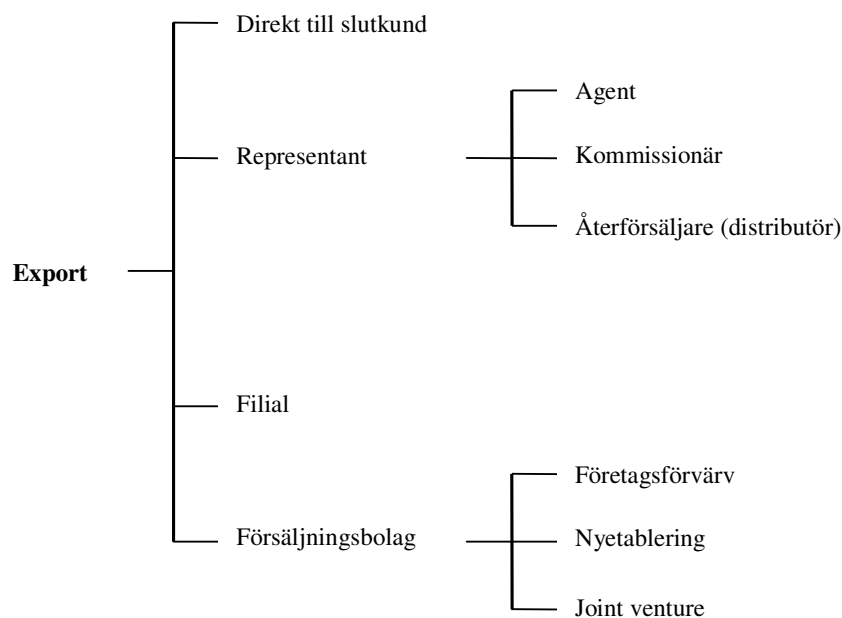 Direkt till slutkund
Agent
Representant
Kommissionär
Återförsäljare (distributör)
Export
Filial
Företagsförvärv
Försäljningsbolag
Nyetablering
Joint venture